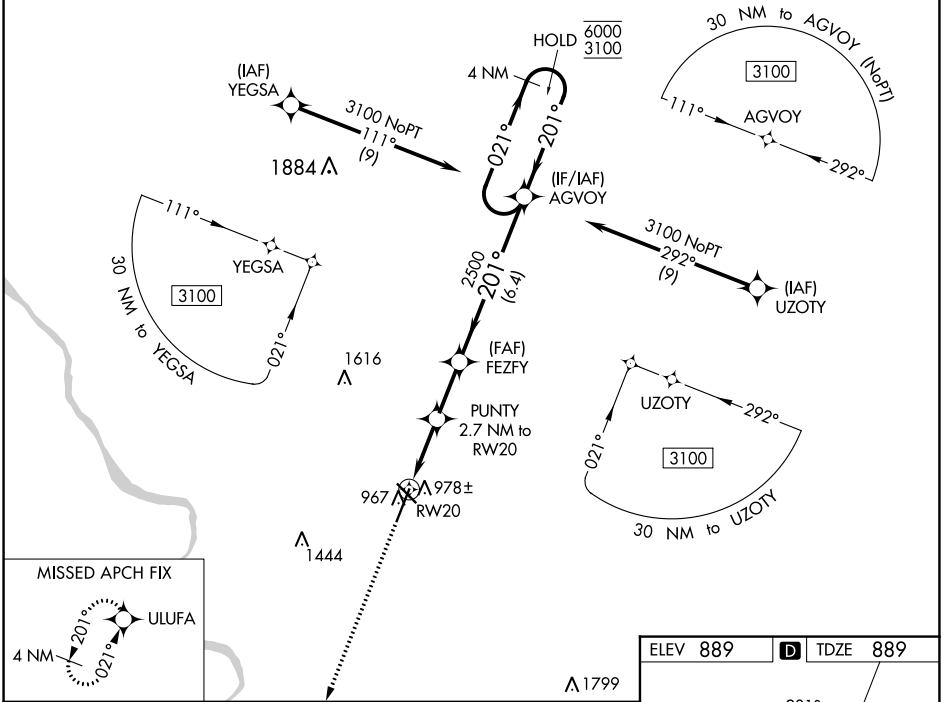 30 NM to AGVOY (NoPT)
3100
111°
AGVOY
292°
HOLD
6000
3100
4 NM
021°
201°
(IAF)
YEGSA
3100 NoPT
111°
(9)
1884
(IF/IAF)
AGVOY
111°
YEGSA
3100
021°
30 NM to YEGSA
3100 NoPT
292°
(9)
(IAF)
UZOTY
2500
201°
(6.4)
1616
(FAF)
FEZFY
PUNTY
2.7 NM to
RW20
UZOTY
292°
021°
3100
30 NM to UZOTY
967
978±
RW20
1444
MISSED APCH FIX
201°
ULUFA
4 NM
021°
1799
ELEV 889
D
TDZE 889